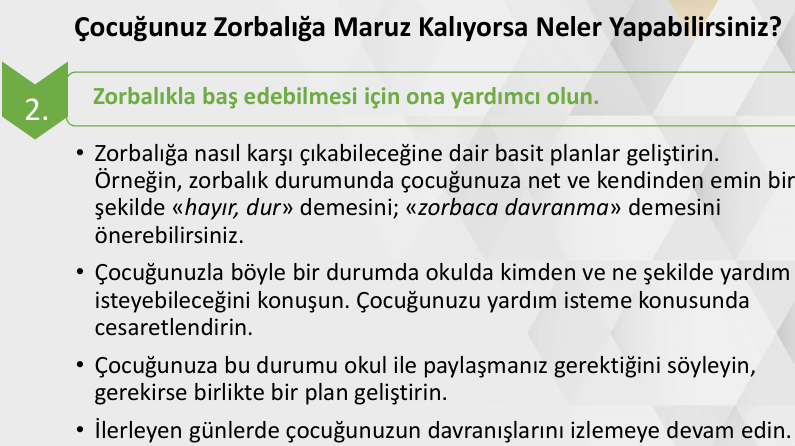 Çocuğunuz Zorbalığa Maruz Kalıyorsa Neler Yapabilirsiniz?
2.
Zorbalıkla baş edebilmesi için ona yardımcı olun.
• Zorbalığa nasıl karşı çıkabileceğine dair basit planlar geliştirin.
Örneğin, zorbalık durumunda çocuğunuza net ve kendinden emin bir
şekilde «hayır, dur» demesini; «zorbaca davranma» demesini
önerebilirsiniz.
• Çocuğunuzla böyle bir durumda okulda kimden ve ne şekilde yardım
isteyebileceğini konuşun. Çocuğunuzu yardım isteme konusunda
cesaretlendirin.
• Çocuğunuza bu durumu okul ile paylaşmanız gerektiğini söyleyin,
gerekirse birlikte bir plan geliştirin.
• İlerleyen günlerde çocuğunuzun davranışlarını izlemeye devam edin.